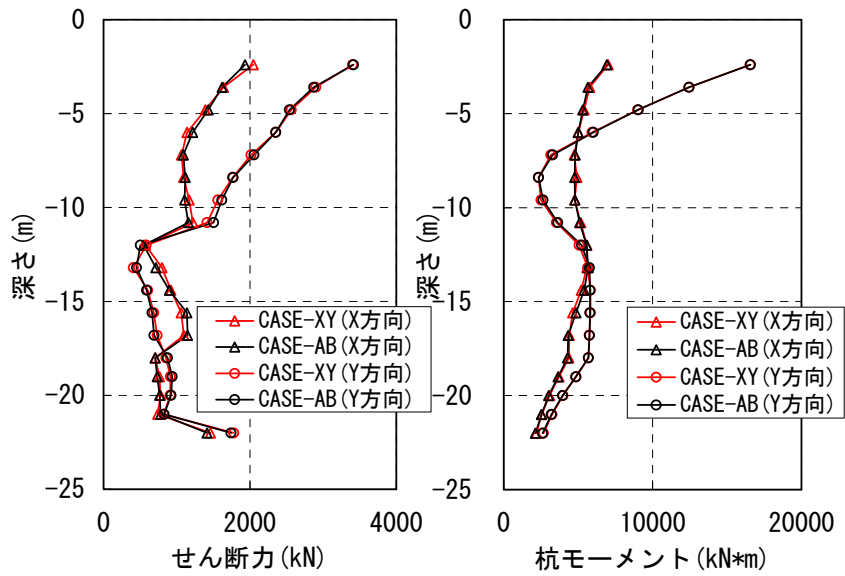 0
-5
-10
-15
-20
-25
深さ(m)
0
2000
4000
せん断力(kN)
CASE-XY(X方向)
CASE-AB(X方向)
CASE-XY(Y方向)
CASE-AB(Y方向)
0
-5
-10
-15
-20
-25
深さ(m)
0
10000
20000
杭モーメント(kN*m)
CASE-XY(X方向)
CASE-AB(X方向)
CASE-XY(Y方向)
CASE-AB(Y方向)